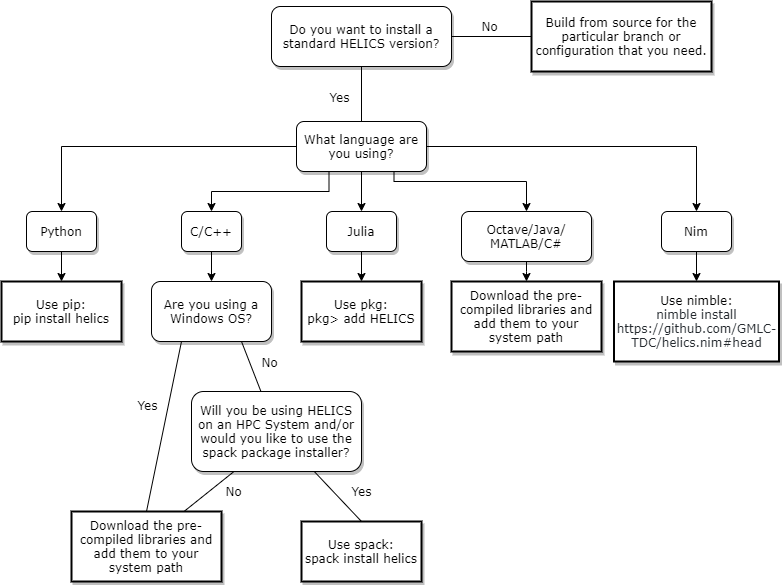 Do you want to install a
standard HELICS version?
No
Build from source for the
particular branch or
configuration that you need.
Yes
What language are
you using?
Python
C/C++
Julia
Octave/Java/
MATLAB/C#
Nim
Use pip:
pip install helics
Are you using a
Windows OS?
Use pkg:
pkg> add HELICS
Download the pre-
compiled libraries and
add them to your
system path
Use nimble:
nimble install
https://github.com/GMLC-
TDC/helics.nim#head
No
Yes
Will you be using HELICS
on an HPC System and/or
would you like to use the
spack package installer?
No
Yes
Download the pre-
compiled libraries and
add them to your
system path
Use spack:
spack install helics